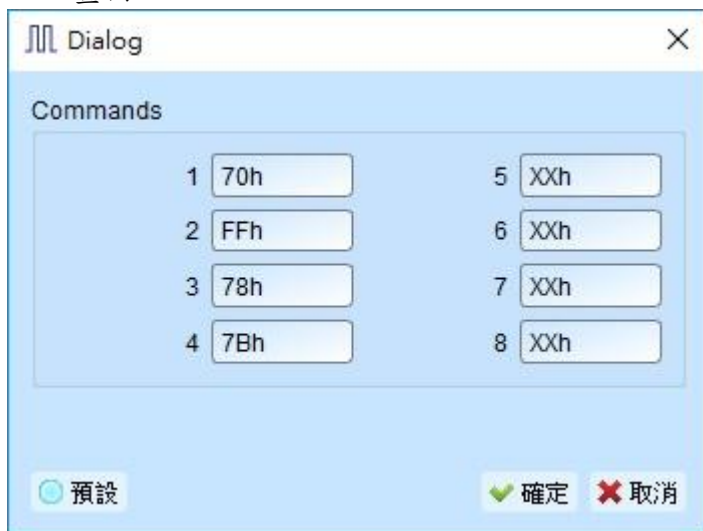 Dialog
Commands
1 70h 5 XXh
2 FFh 6 XXh
3 78h 7 XXh
4 7Bh 8 XXh
預設 確定 取消